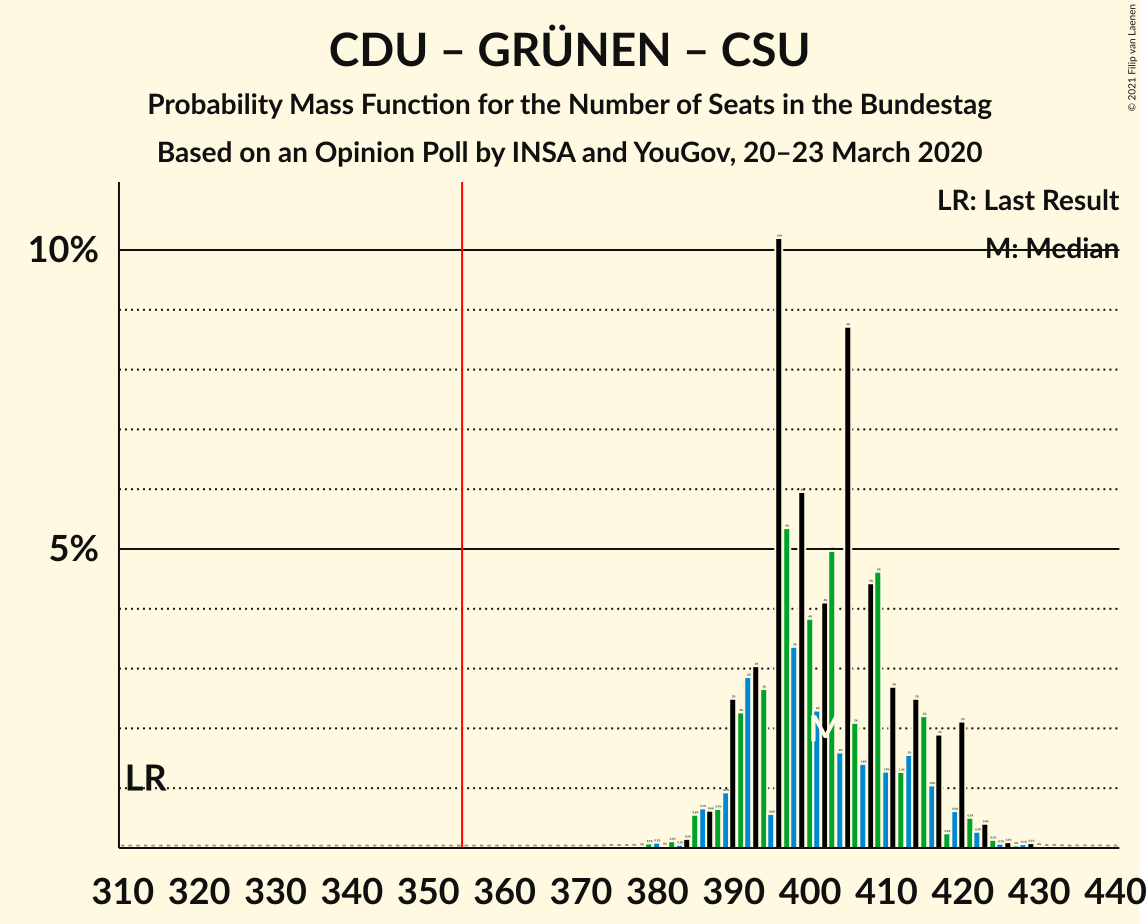 CDU – GRÜNEN – CSU
Probability Mass Function for the Number of Seats in the Bundestag
Based on an Opinion Poll by INSA and YouGov, 20–23 March 2020
© 2021 Filip van Laenen
LR: Last Result
M: Median
10%
5%
LR
M
310 320 330 340 350 360 370 380 390 400 410 420 430 440